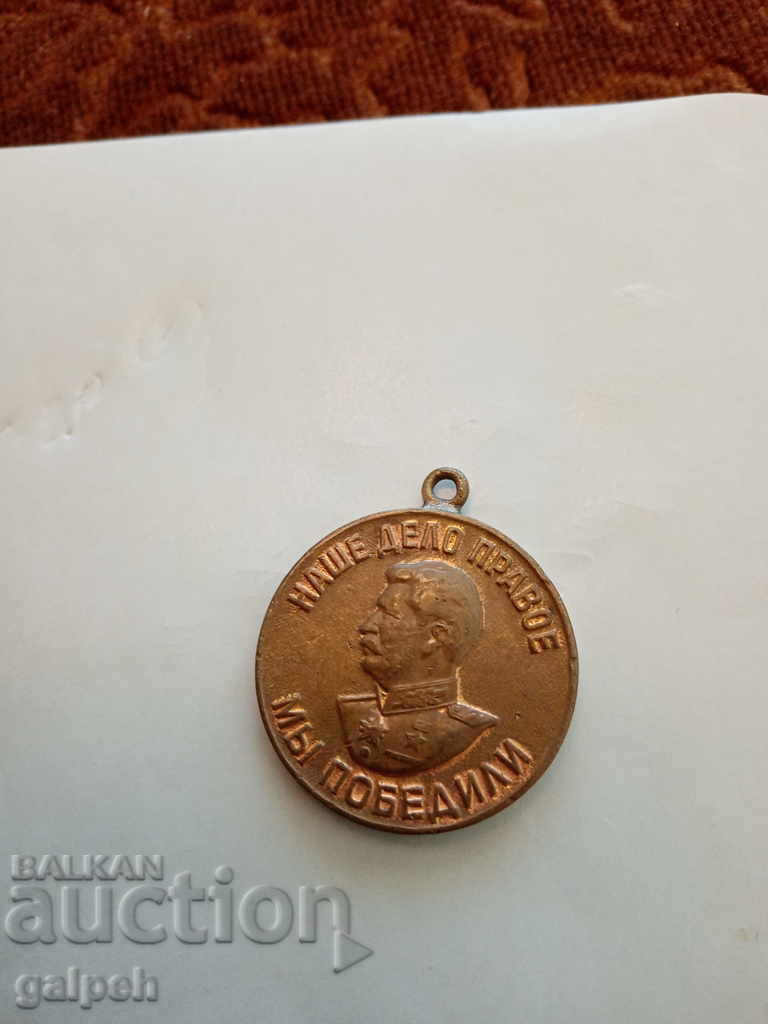 НАШЕ ДЕЛО ПРАВОЕ
МЫ ПОБЕДИЛИ
BALKAN
auction
galpeh